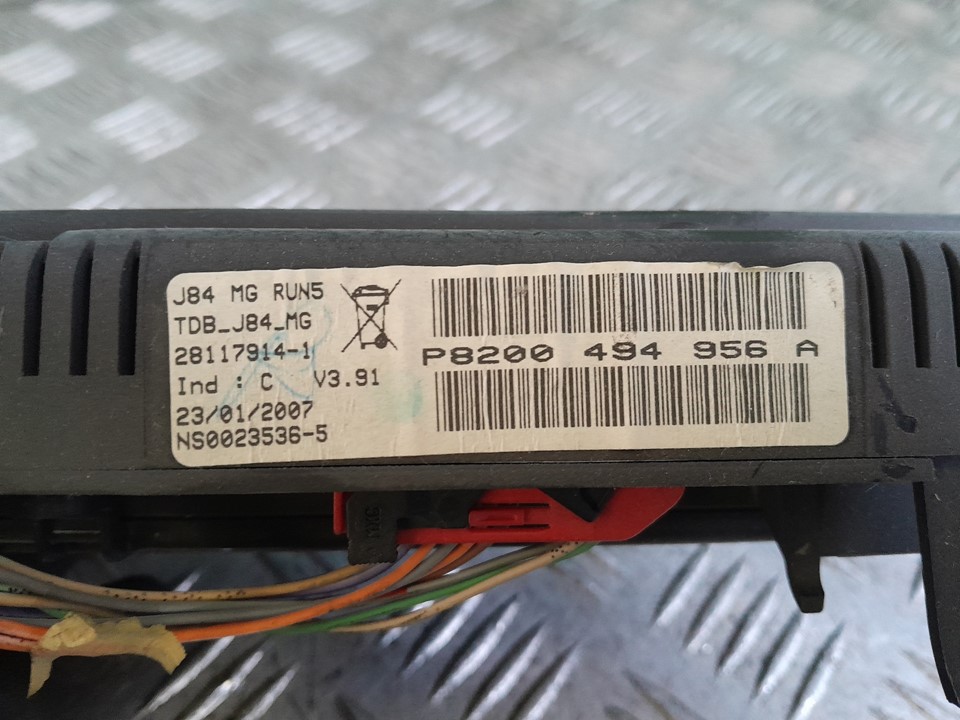 J84 MG RUN5
TDB_J84_MG
28117914-1
Ind : C V3.91
23/01/2007
NS0023536-5
P8200 494 956 A